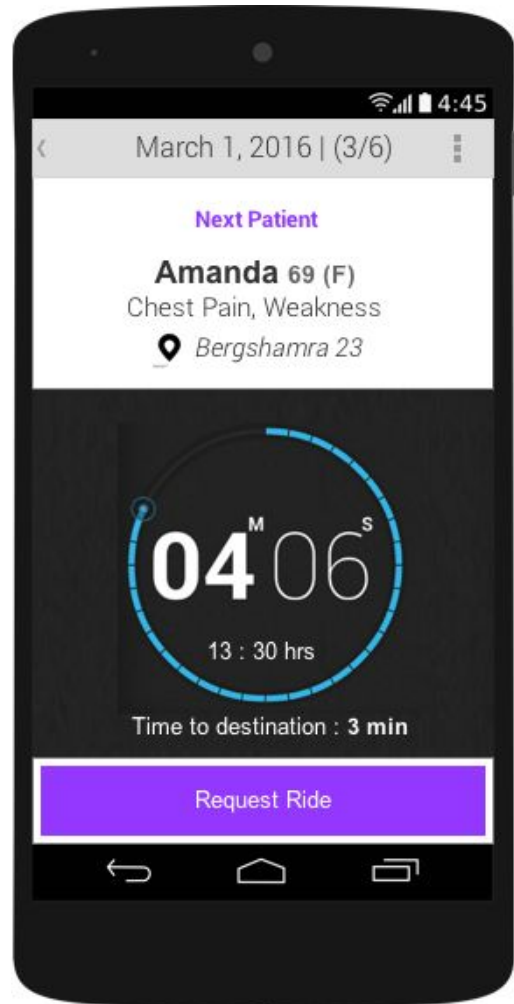 4:45
March 1, 2016 | (3/6)
Next Patient
Amanda 69 (F)
Chest Pain, Weakness
Bergshamra 23
04 M 06 S
13 : 30 hrs
Time to destination : 3 min
Request Ride